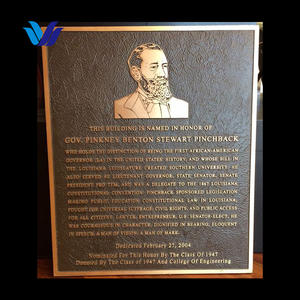 THIS BUILDING IS NAMED IN HONOR OF
GOV. PINKNEY BENTON STEWART PINCHBACK
WHO HOLDS THE DISTINCTION OF BEING THE FIRST AFRICAN-AMERICAN
GOVERNOR (LA) IN THE UNITED STATES' HISTORY, AND WHOSE BILL IN
THE LOUISIANA LEGISLATURE CREATED SOUTHERN UNIVERSITY. HE
ALSO SERVED AS LIEUTENANT GOVERNOR, STATE SENATOR, SENATE
PRESIDENT PRO TEM, AND WAS A DELEGATE TO THE 1867 LOUISIANA
CONSTITUTIONAL CONVENTION. PINCHBACK SPONSORED LEGISLATION
MAKING PUBLIC EDUCATION CONSTITUTIONAL LAW IN LOUISIANA,
FOUGHT FOR UNIVERSAL SUFFRAGE, CIVIL RIGHTS, AND PUBLIC ACCESS
FOR ALL CITIZENS. LAWYER, ENTREPRENEUR, U.S. SENATOR-ELECT, HE
WAS COURAGEOUS IN CHARACTER; DIGNIFIED IN BEARING; ELOQUENT
IN SPEECH; A MAN OF VISION; A MAN OF MARK.
Dedicated February 27, 2004
Nominated For This Honor By The Class Of 1947
Donated By The Class of 1947 And College Of Engineering